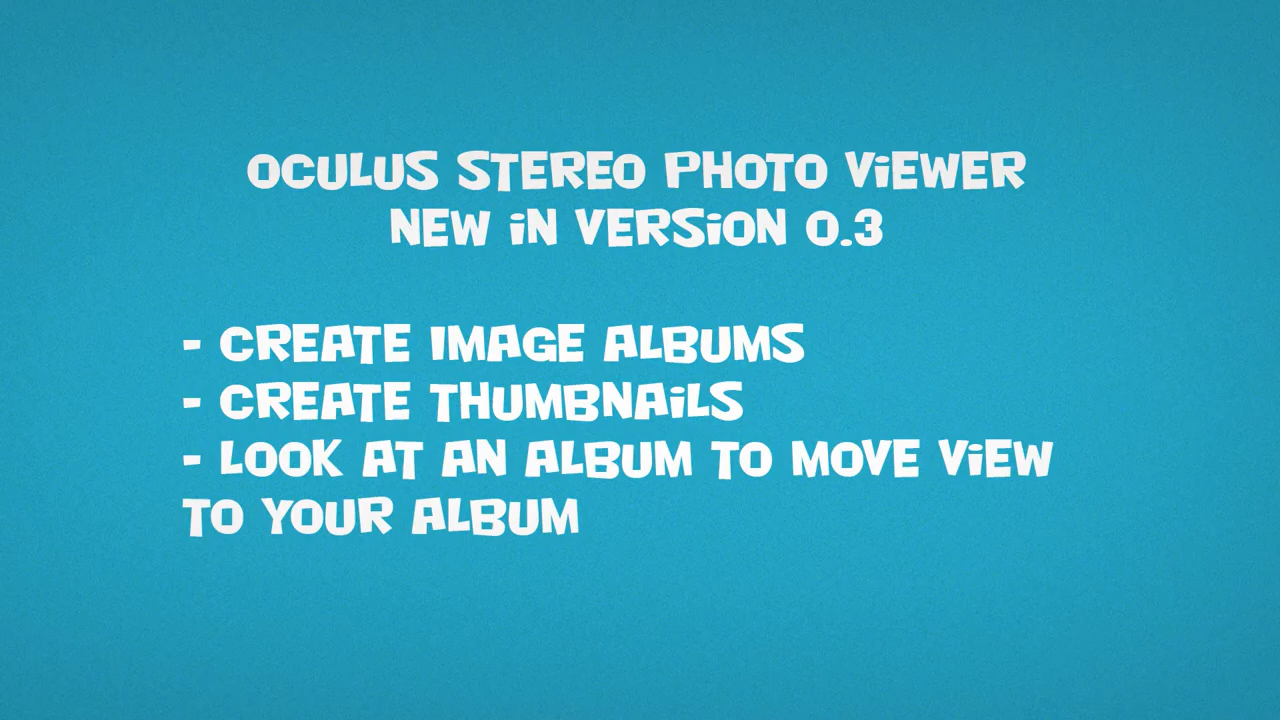 OCULUS STEREO PHOTO VIEWER
NEW IN VERSION 0.3
- CREATE IMAGE ALBUMS
- CREATE THUMBNAILS
- LOOK AT AN ALBUM TO MOVE VIEW
TO YOUR ALBUM